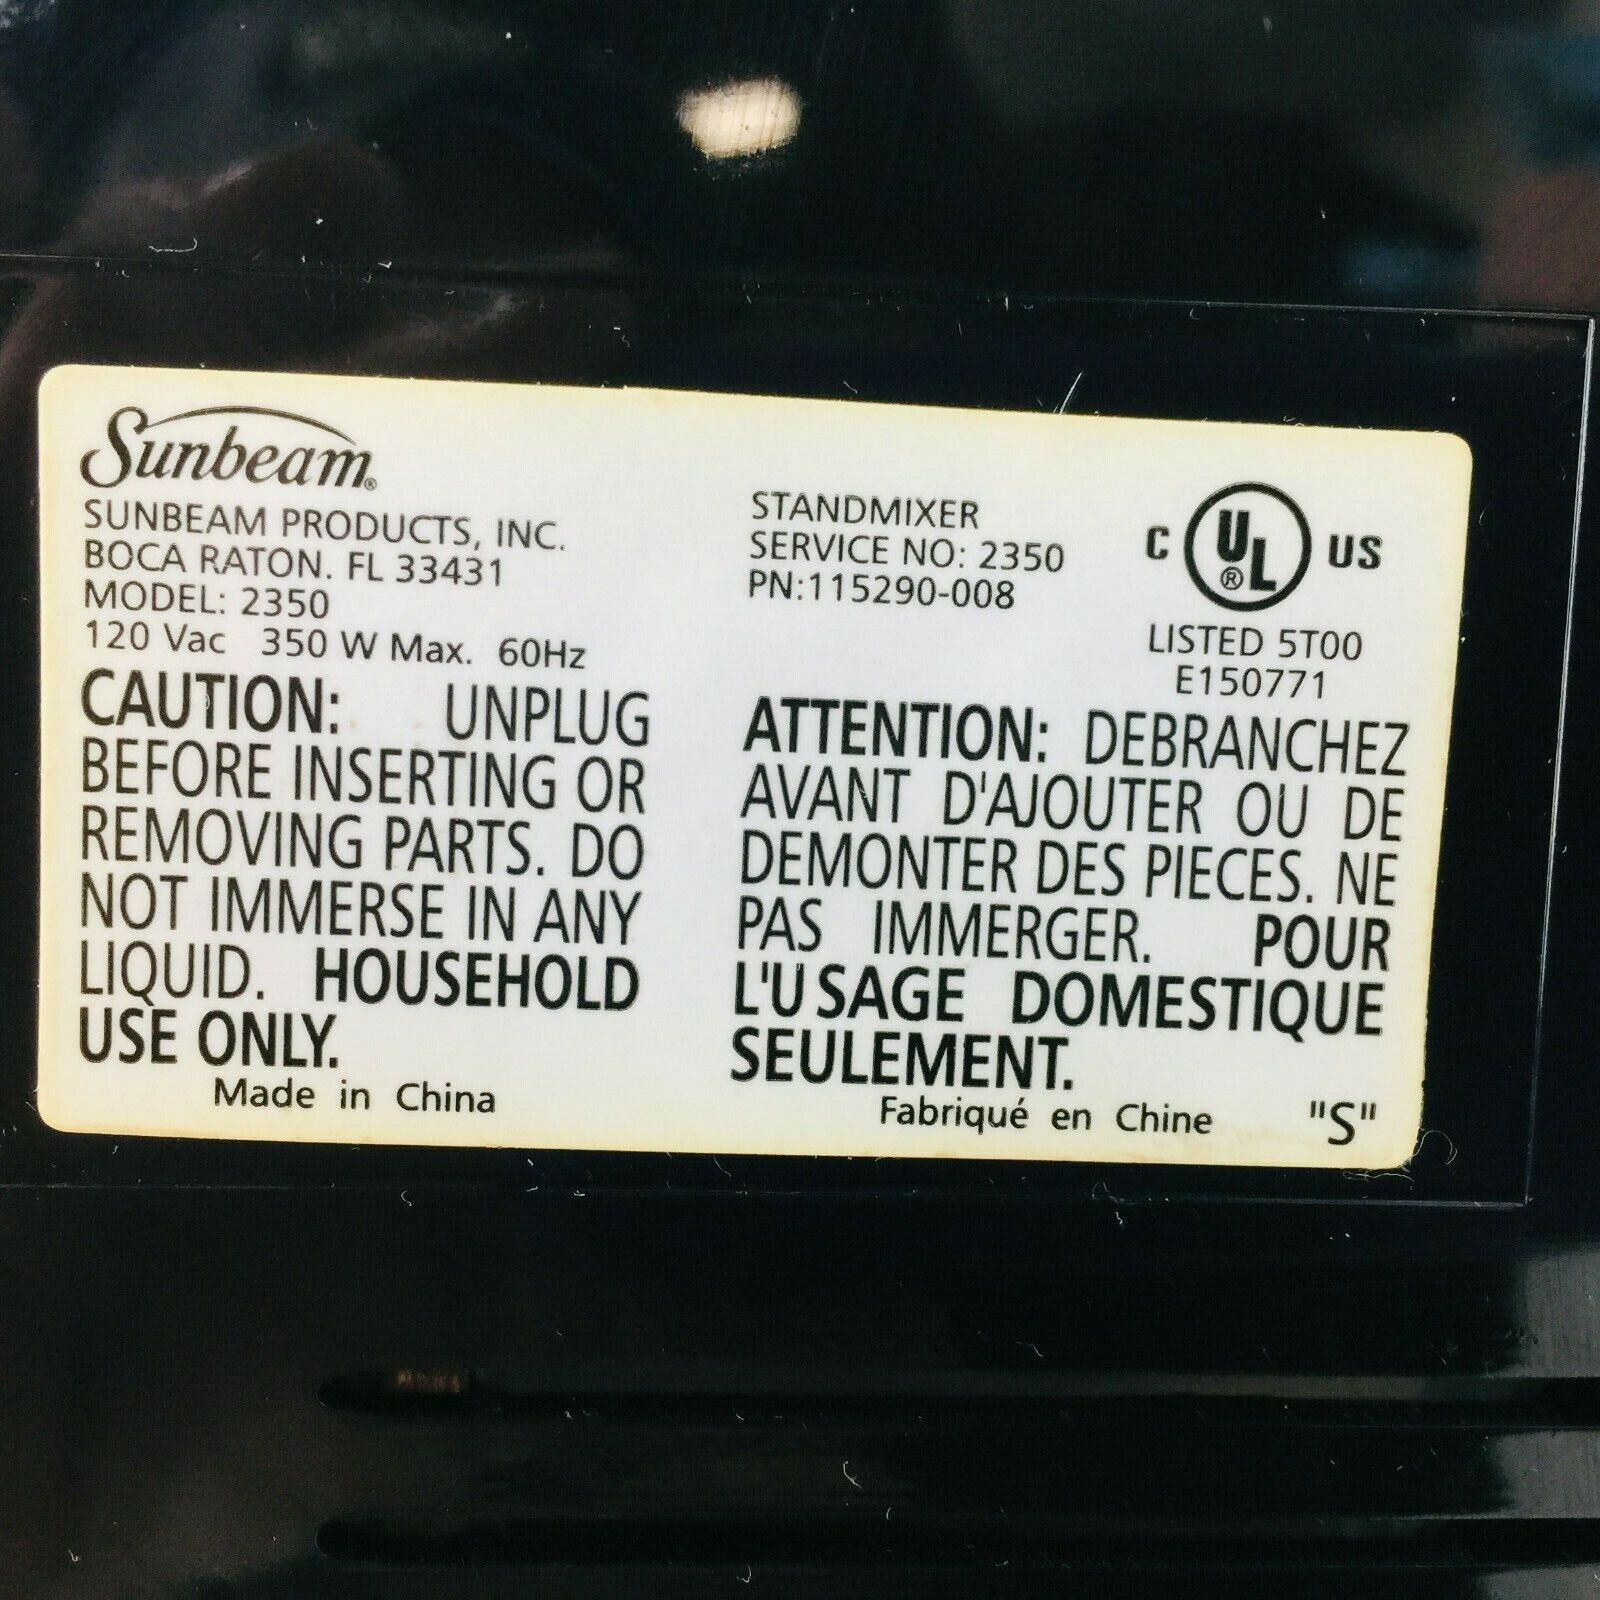 Sunbeam®
SUNBEAM PRODUCTS, INC.
BOCA RATON. FL 33431
MODEL: 2350
120 Vac 350 W Max. 60Hz
CAUTION: UNPLUG
BEFORE INSERTING OR
REMOVING PARTS. DO
NOT IMMERSE IN ANY
LIQUID. HOUSEHOLD
USE ONLY.
Made in China
STANDMIXER
SERVICE NO: 2350
PN:115290-008
C UL® US
LISTED 5T00
E150771
ATTENTION: DEBRANCHEZ
AVANT D'AJOUTER OU DE
DEMONTER DES PIECES. NE
PAS IMMERGER. POUR
L'USAGE DOMESTIQUE
SEULEMENT.
Fabriqué en Chine "S"